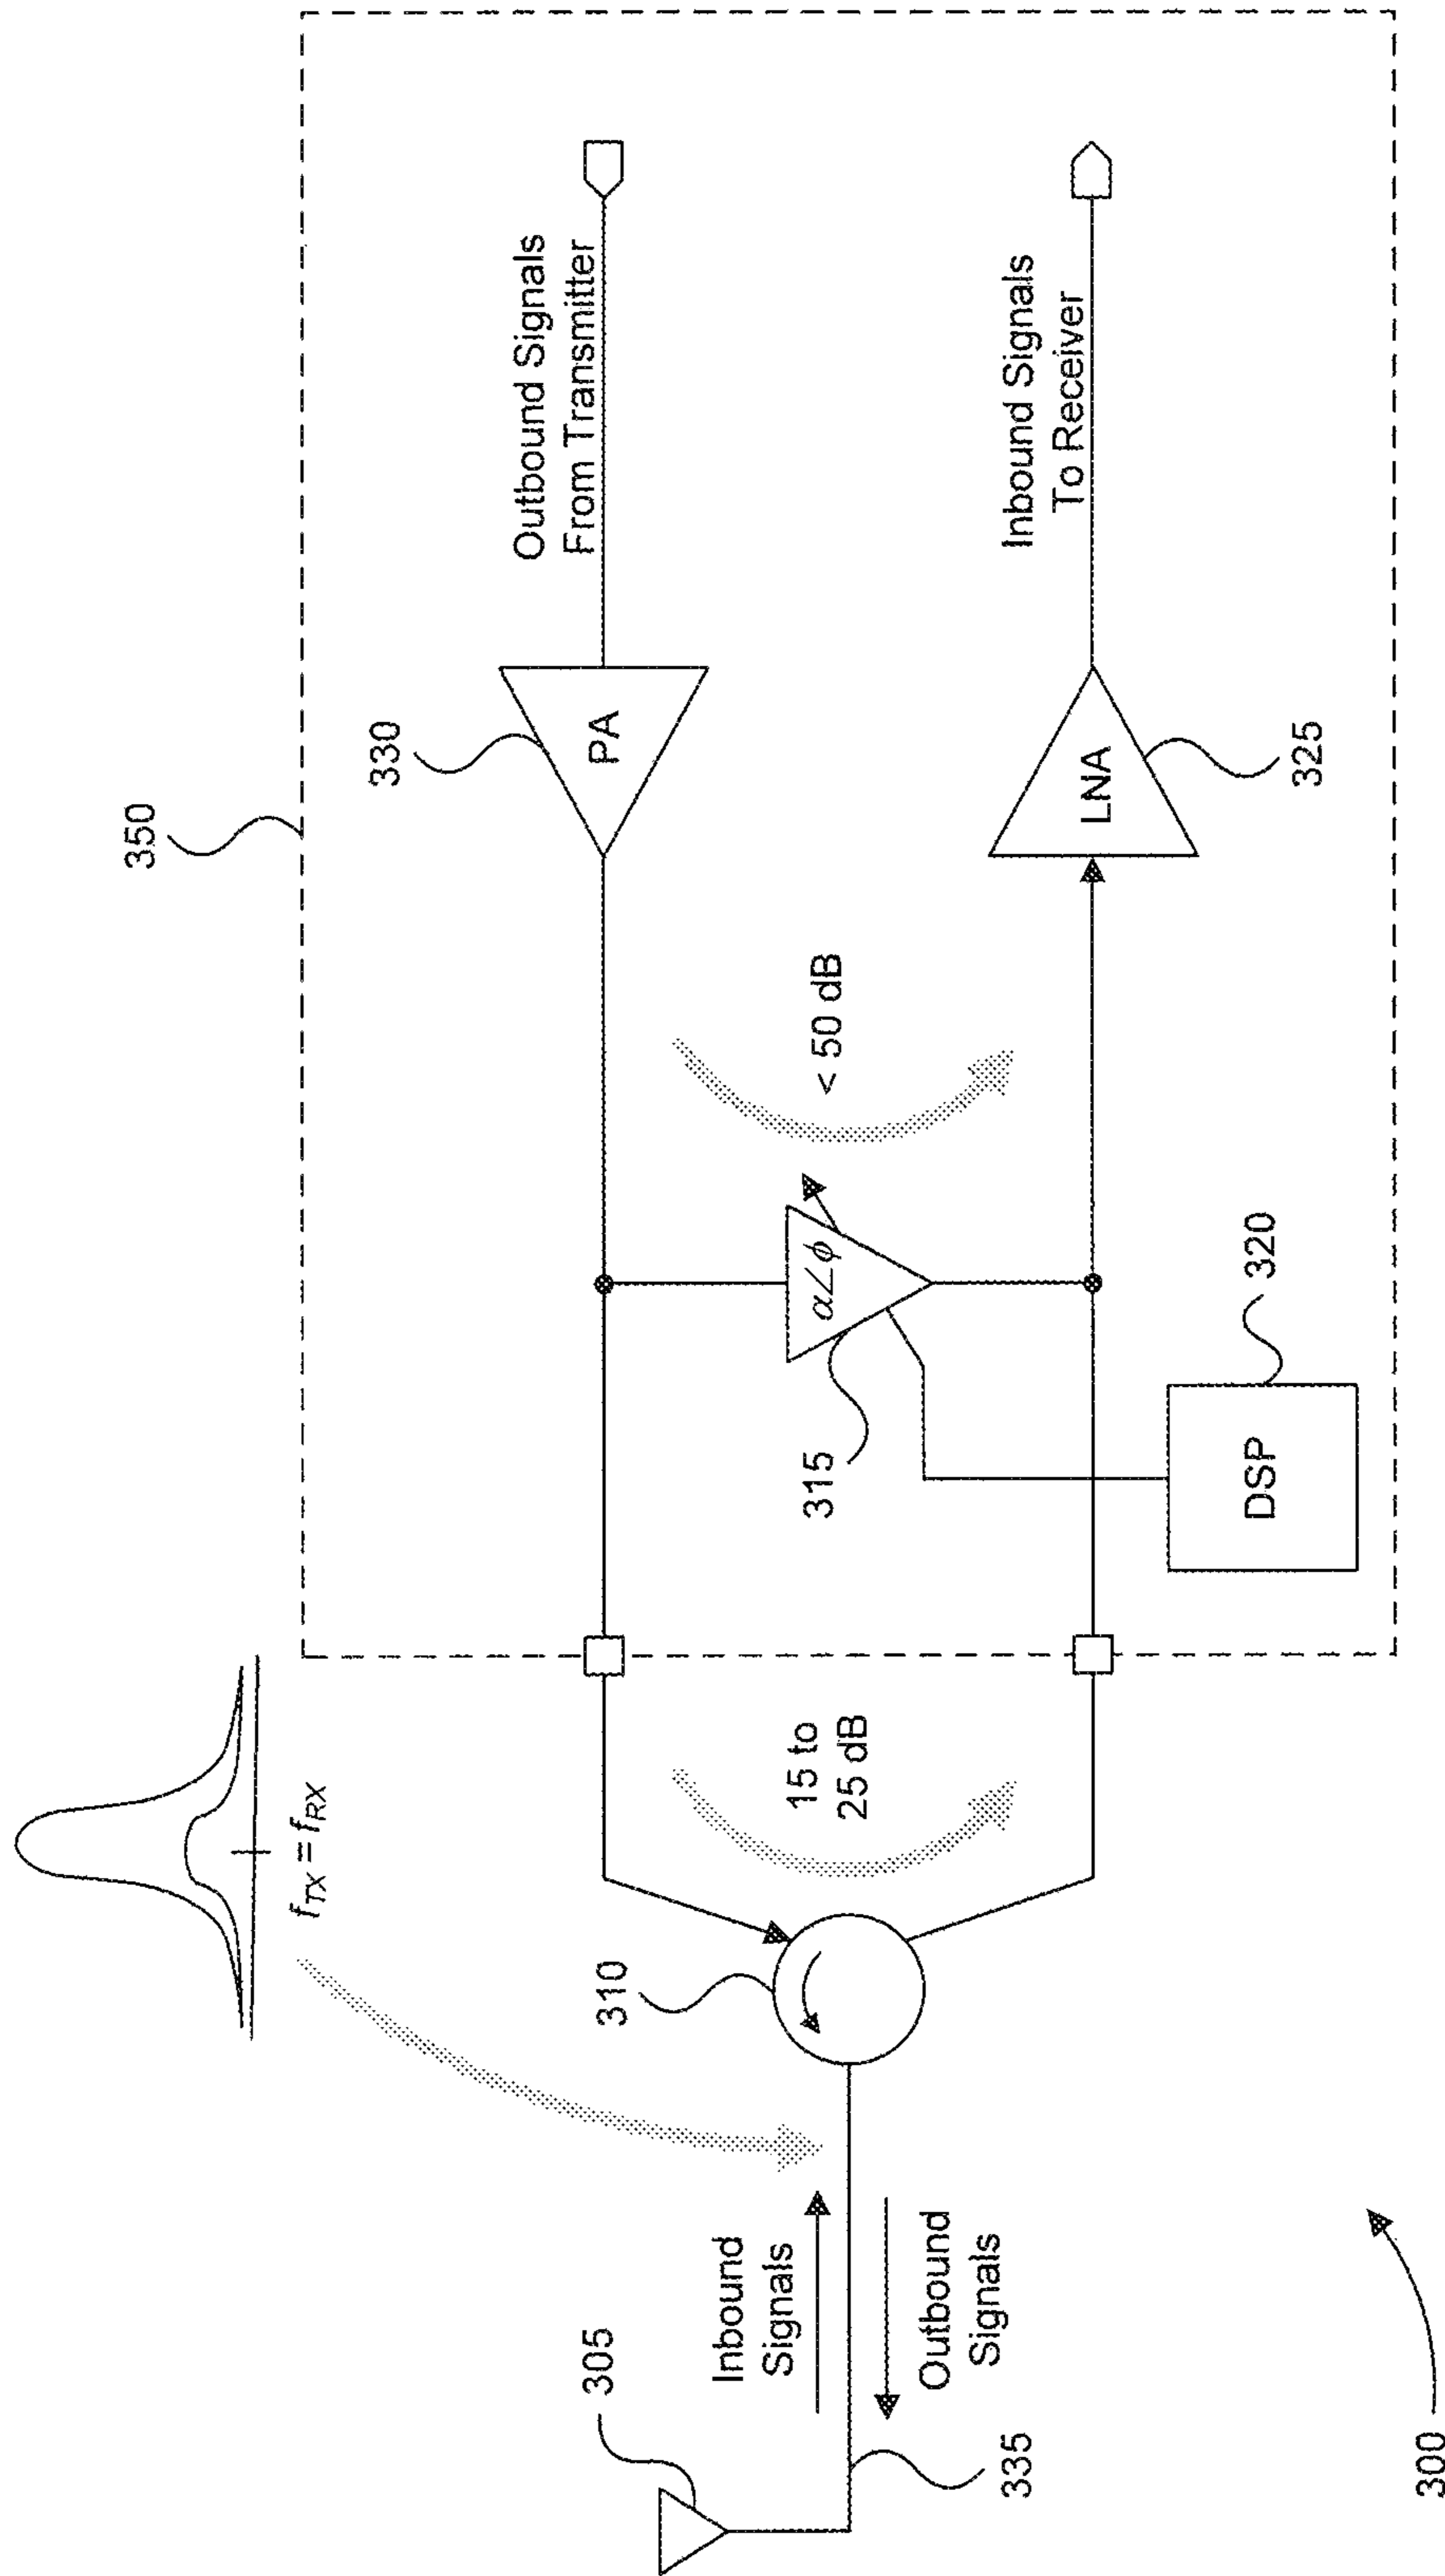 350
330
PA
Outbound Signals
From Transmitter
f_TX = f_RX
15 to
25 dB
< 50 dB
α∠ϕ
315
310
305
Inbound
Signals
Outbound
Signals
335
DSP
320
LNA
325
Inbound Signals
To Receiver
300